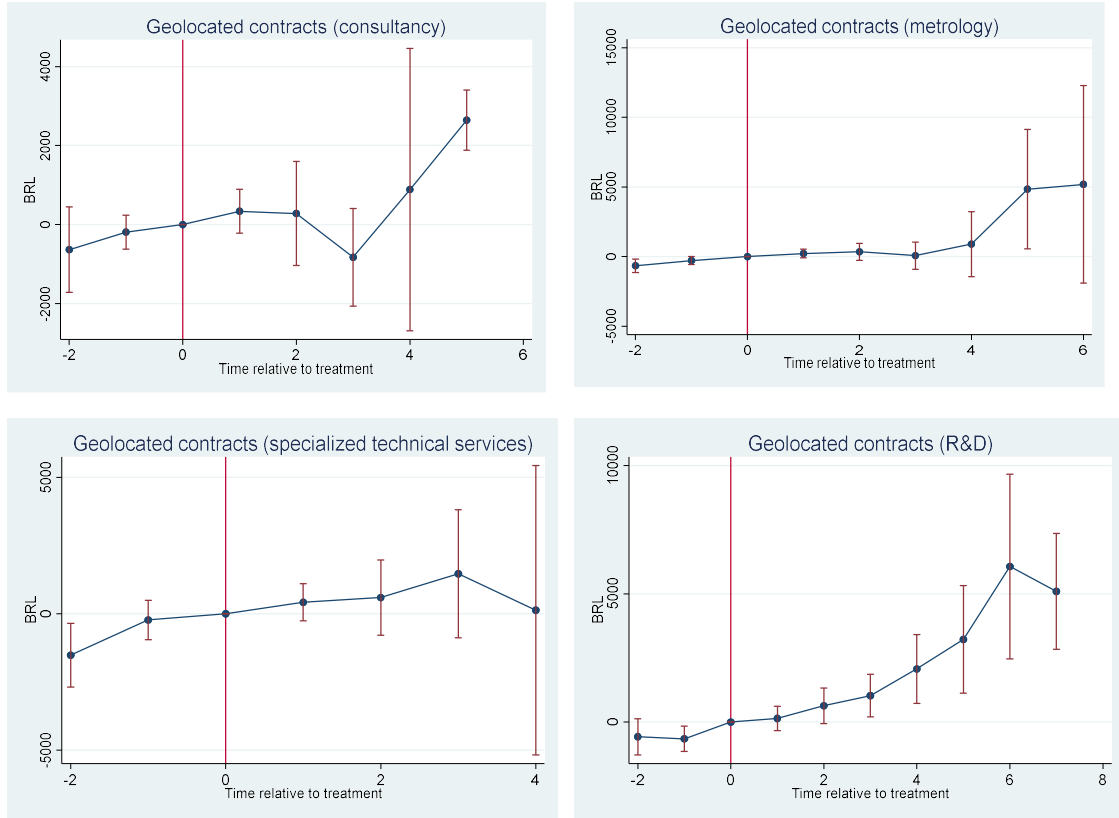 Geolocated contracts (consultancy)
BRL
4000
2000
0
-2000
-2 0 2 4 6
Time relative to treatment
Geolocated contracts (metrology)
BRL
15000
10000
5000
0
-5000
-2 0 2 4 6
Time relative to treatment
Geolocated contracts (specialized technical services)
BRL
5000
0
-5000
-2 0 2 4
Time relative to treatment
Geolocated contracts (R&D)
BRL
10000
5000
0
-2 0 2 4 6 8
Time relative to treatment